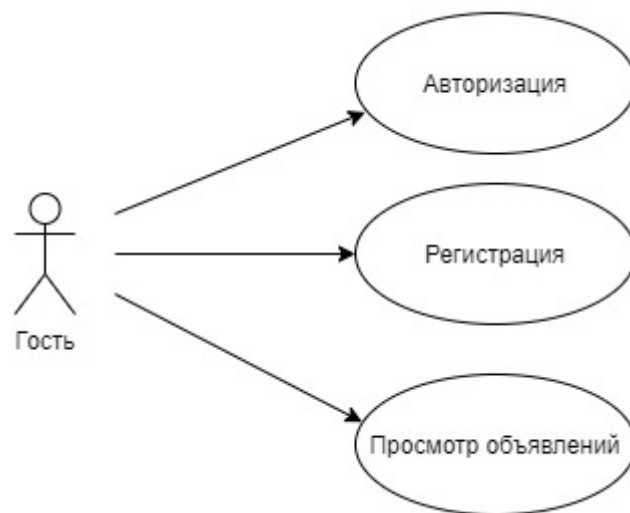 Авторизация
Регистрация
Гость
Просмотр объявлений